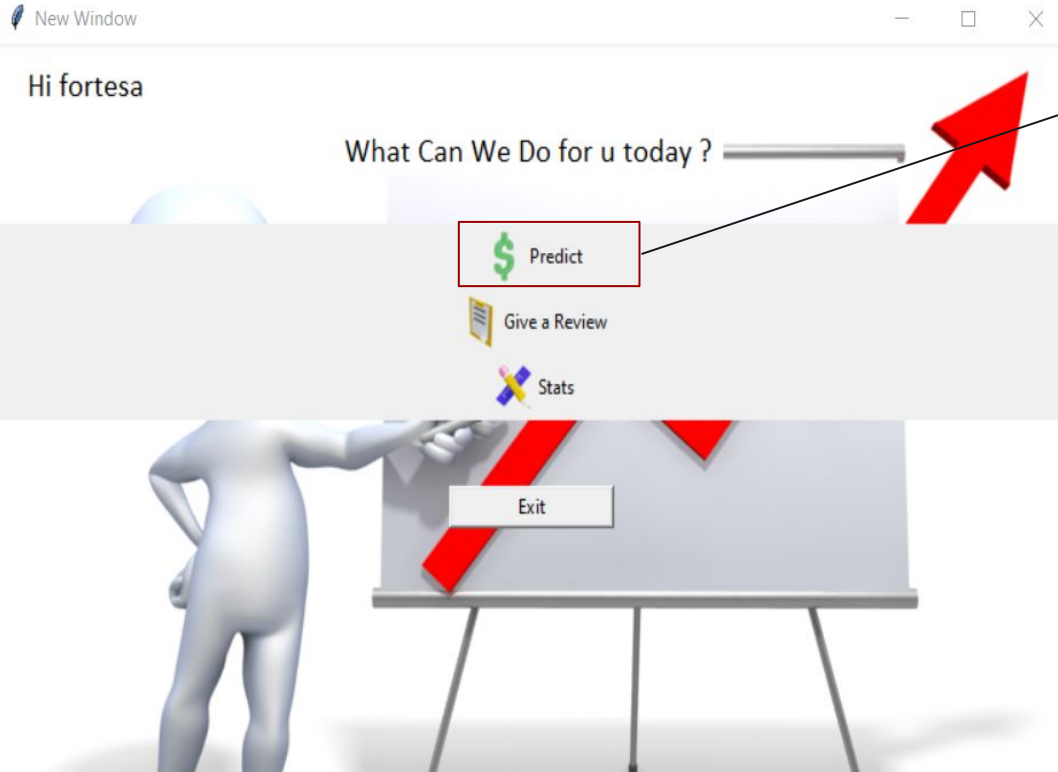 New Window
Hi fortesa
What Can We Do for u today ?
Predict
Give a Review
Stats
Exit